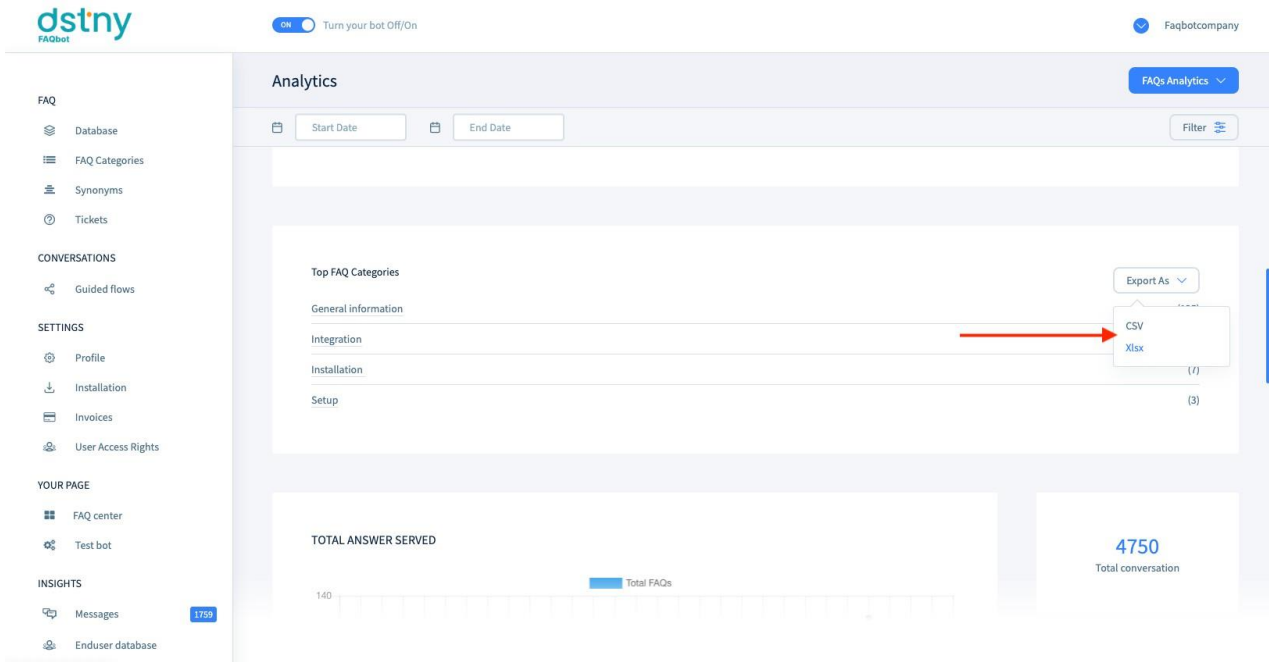 dstny
FAQbot
ON Turn your bot Off/On
Faqbotcompany
Analytics
FAQs Analytics
Start Date
End Date
Filter
FAQ
Database
FAQ Categories
Synonyms
Tickets
CONVERSATIONS
Guided flows
SETTINGS
Profile
Installation
Invoices
User Access Rights
YOUR PAGE
FAQ center
Test bot
INSIGHTS
Messages 1759
Enduser database
Top FAQ Categories
Export As
CSV
Xlsx
General information
Integration
Installation (7)
Setup (3)
TOTAL ANSWER SERVED
Total FAQs
140
4750
Total conversation